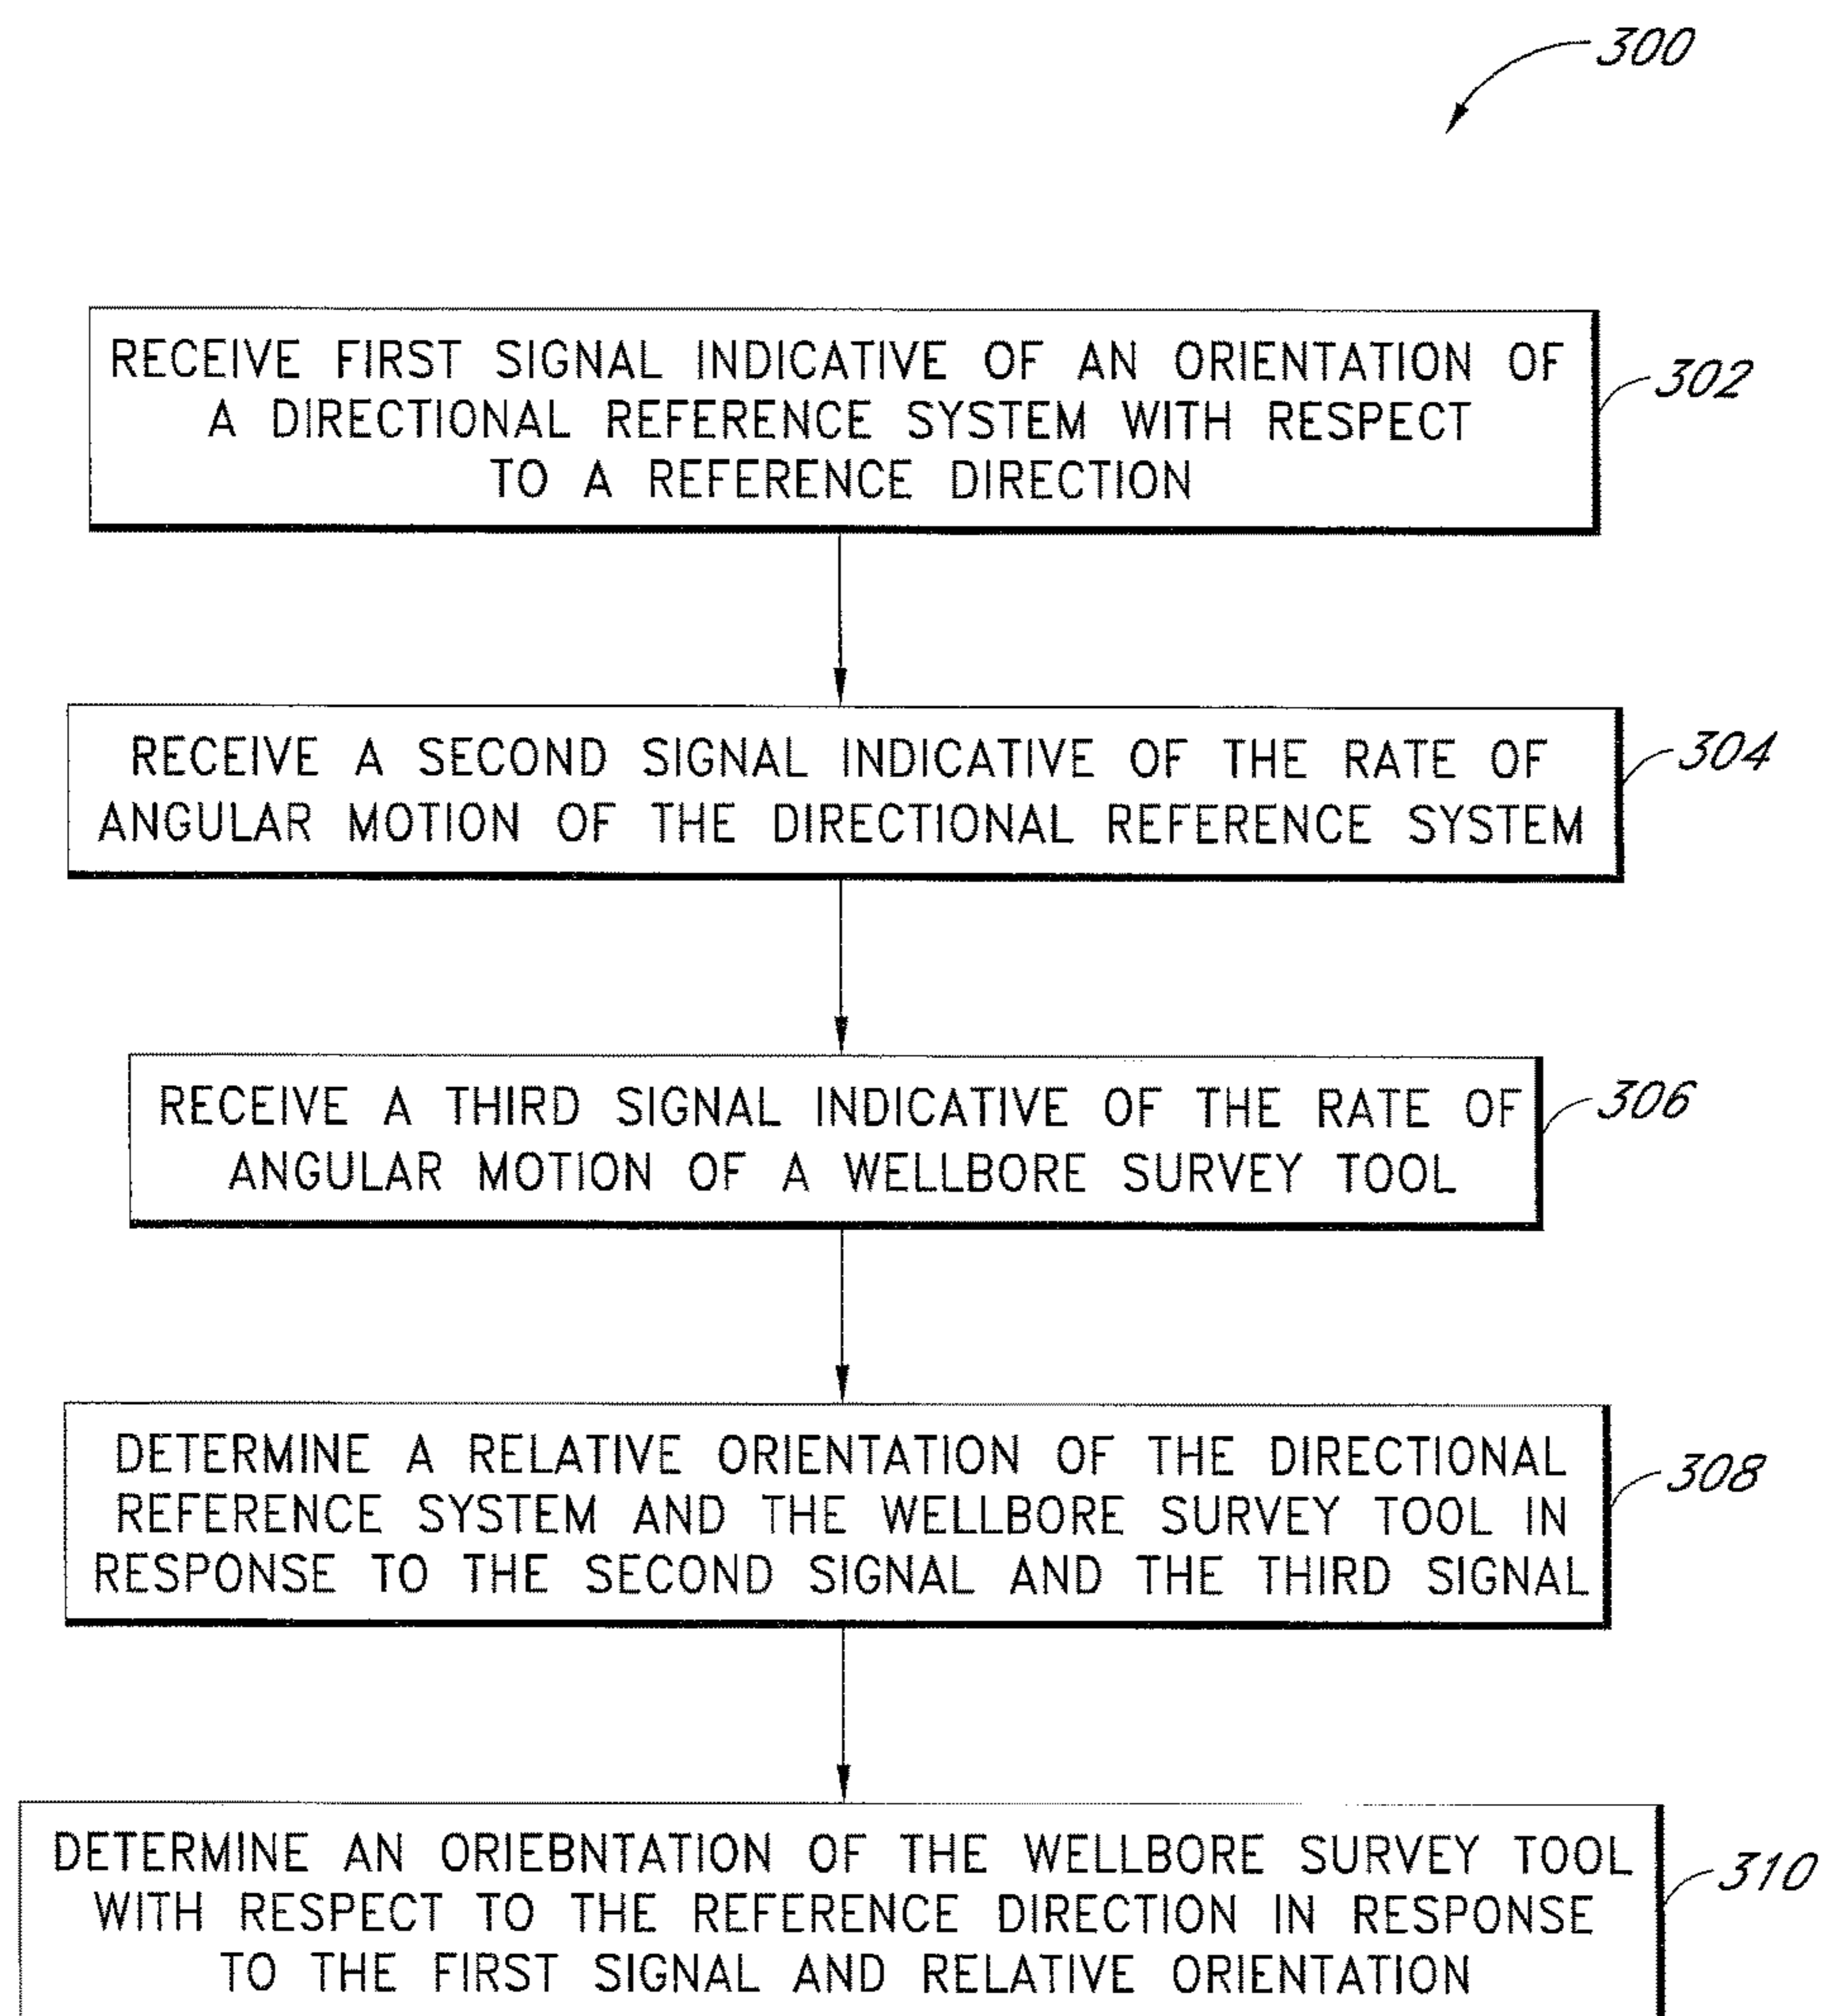 300
RECEIVE FIRST SIGNAL INDICATIVE OF AN ORIENTATION OF
A DIRECTIONAL REFERENCE SYSTEM WITH RESPECT
TO A REFERENCE DIRECTION
302
RECEIVE A SECOND SIGNAL INDICATIVE OF THE RATE OF
ANGULAR MOTION OF THE DIRECTIONAL REFERENCE SYSTEM
304
RECEIVE A THIRD SIGNAL INDICATIVE OF THE RATE OF
ANGULAR MOTION OF A WELLBORE SURVEY TOOL
306
DETERMINE A RELATIVE ORIENTATION OF THE DIRECTIONAL
REFERENCE SYSTEM AND THE WELLBORE SURVEY TOOL IN
RESPONSE TO THE SECOND SIGNAL AND THE THIRD SIGNAL
308
DETERMINE AN ORIEBNTATION OF THE WELLBORE SURVEY TOOL
WITH RESPECT TO THE REFERENCE DIRECTION IN RESPONSE
TO THE FIRST SIGNAL AND RELATIVE ORIENTATION
310